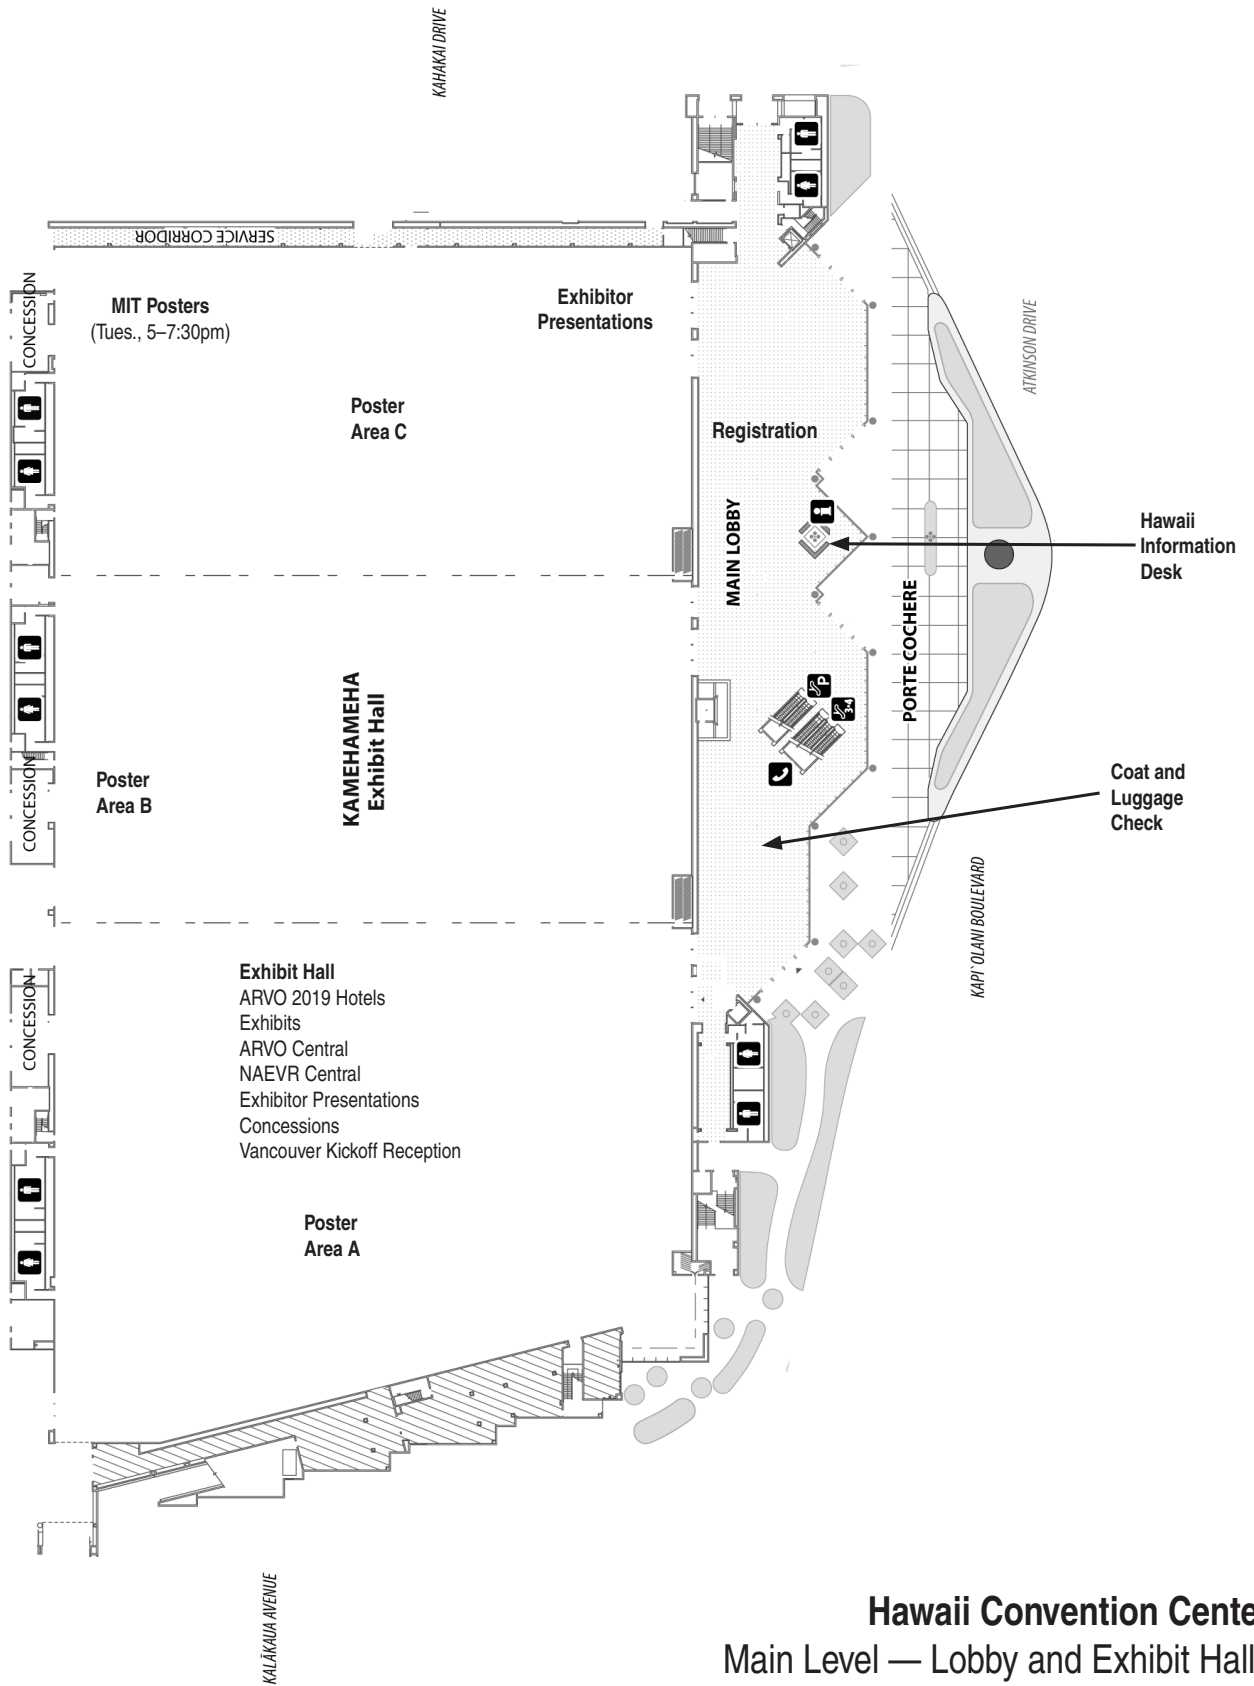 KAHAKAI DRIVE
SERVICE CORRIDOR
CONCESSION
MIT Posters
(Tues., 5–7:30pm)
Exhibitor
Presentations
ATKINSON DRIVE
Poster
Area C
Registration
MAIN LOBBY
Hawaii
Information
Desk
PORTE COCHERE
P
3-4
KAMEHAMEHA
Exhibit Hall
CONCESSION
Poster
Area B
Coat and
Luggage
Check
KAPI`OLANI BOULEVARD
CONCESSION
Exhibit Hall
ARVO 2019 Hotels
Exhibits
ARVO Central
NAEVR Central
Exhibitor Presentations
Concessions
Vancouver Kickoff Reception
Poster
Area A
KALĀKAUA AVENUE
Hawaii Convention Cente
Main Level — Lobby and Exhibit Hall